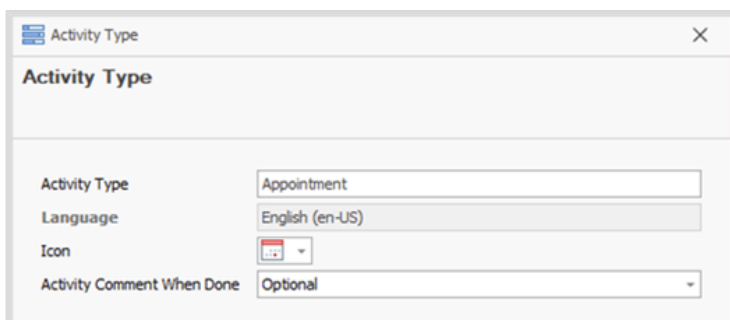 Activity Type
Activity Type
Activity Type Appointment
Language English (en-US)
Icon
Activity Comment When Done Optional